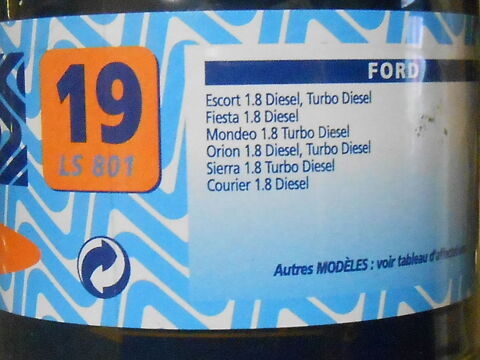 19
LS 801
FORD
Escort 1.8 Diesel, Turbo Diesel
Fiesta 1.8 Diesel
Mondeo 1.8 Turbo Diesel
Orion 1.8 Diesel, Turbo Diesel
Sierra 1.8 Turbo Diesel
Courier 1.8 Diesel
Autres MODÈLES : voir tableau